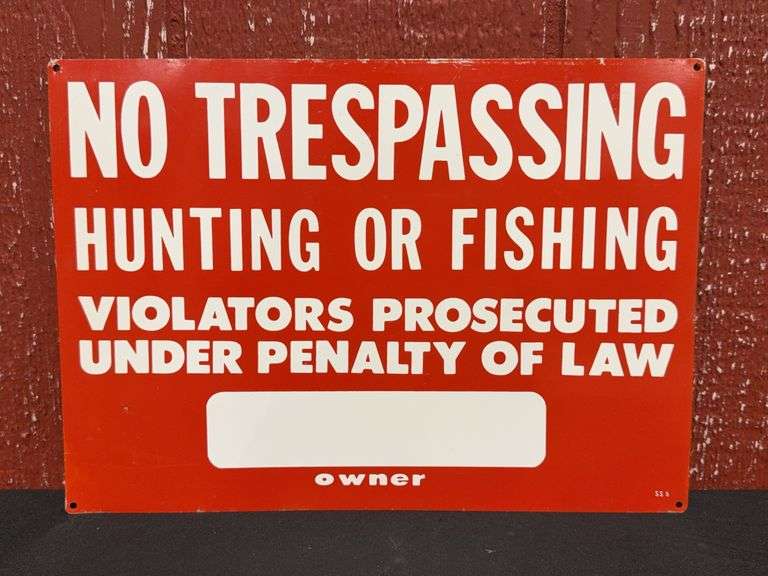 NO TRESPASSING
HUNTING OR FISHING
VIOLATORS PROSECUTED
UNDER PENALTY OF LAW
owner